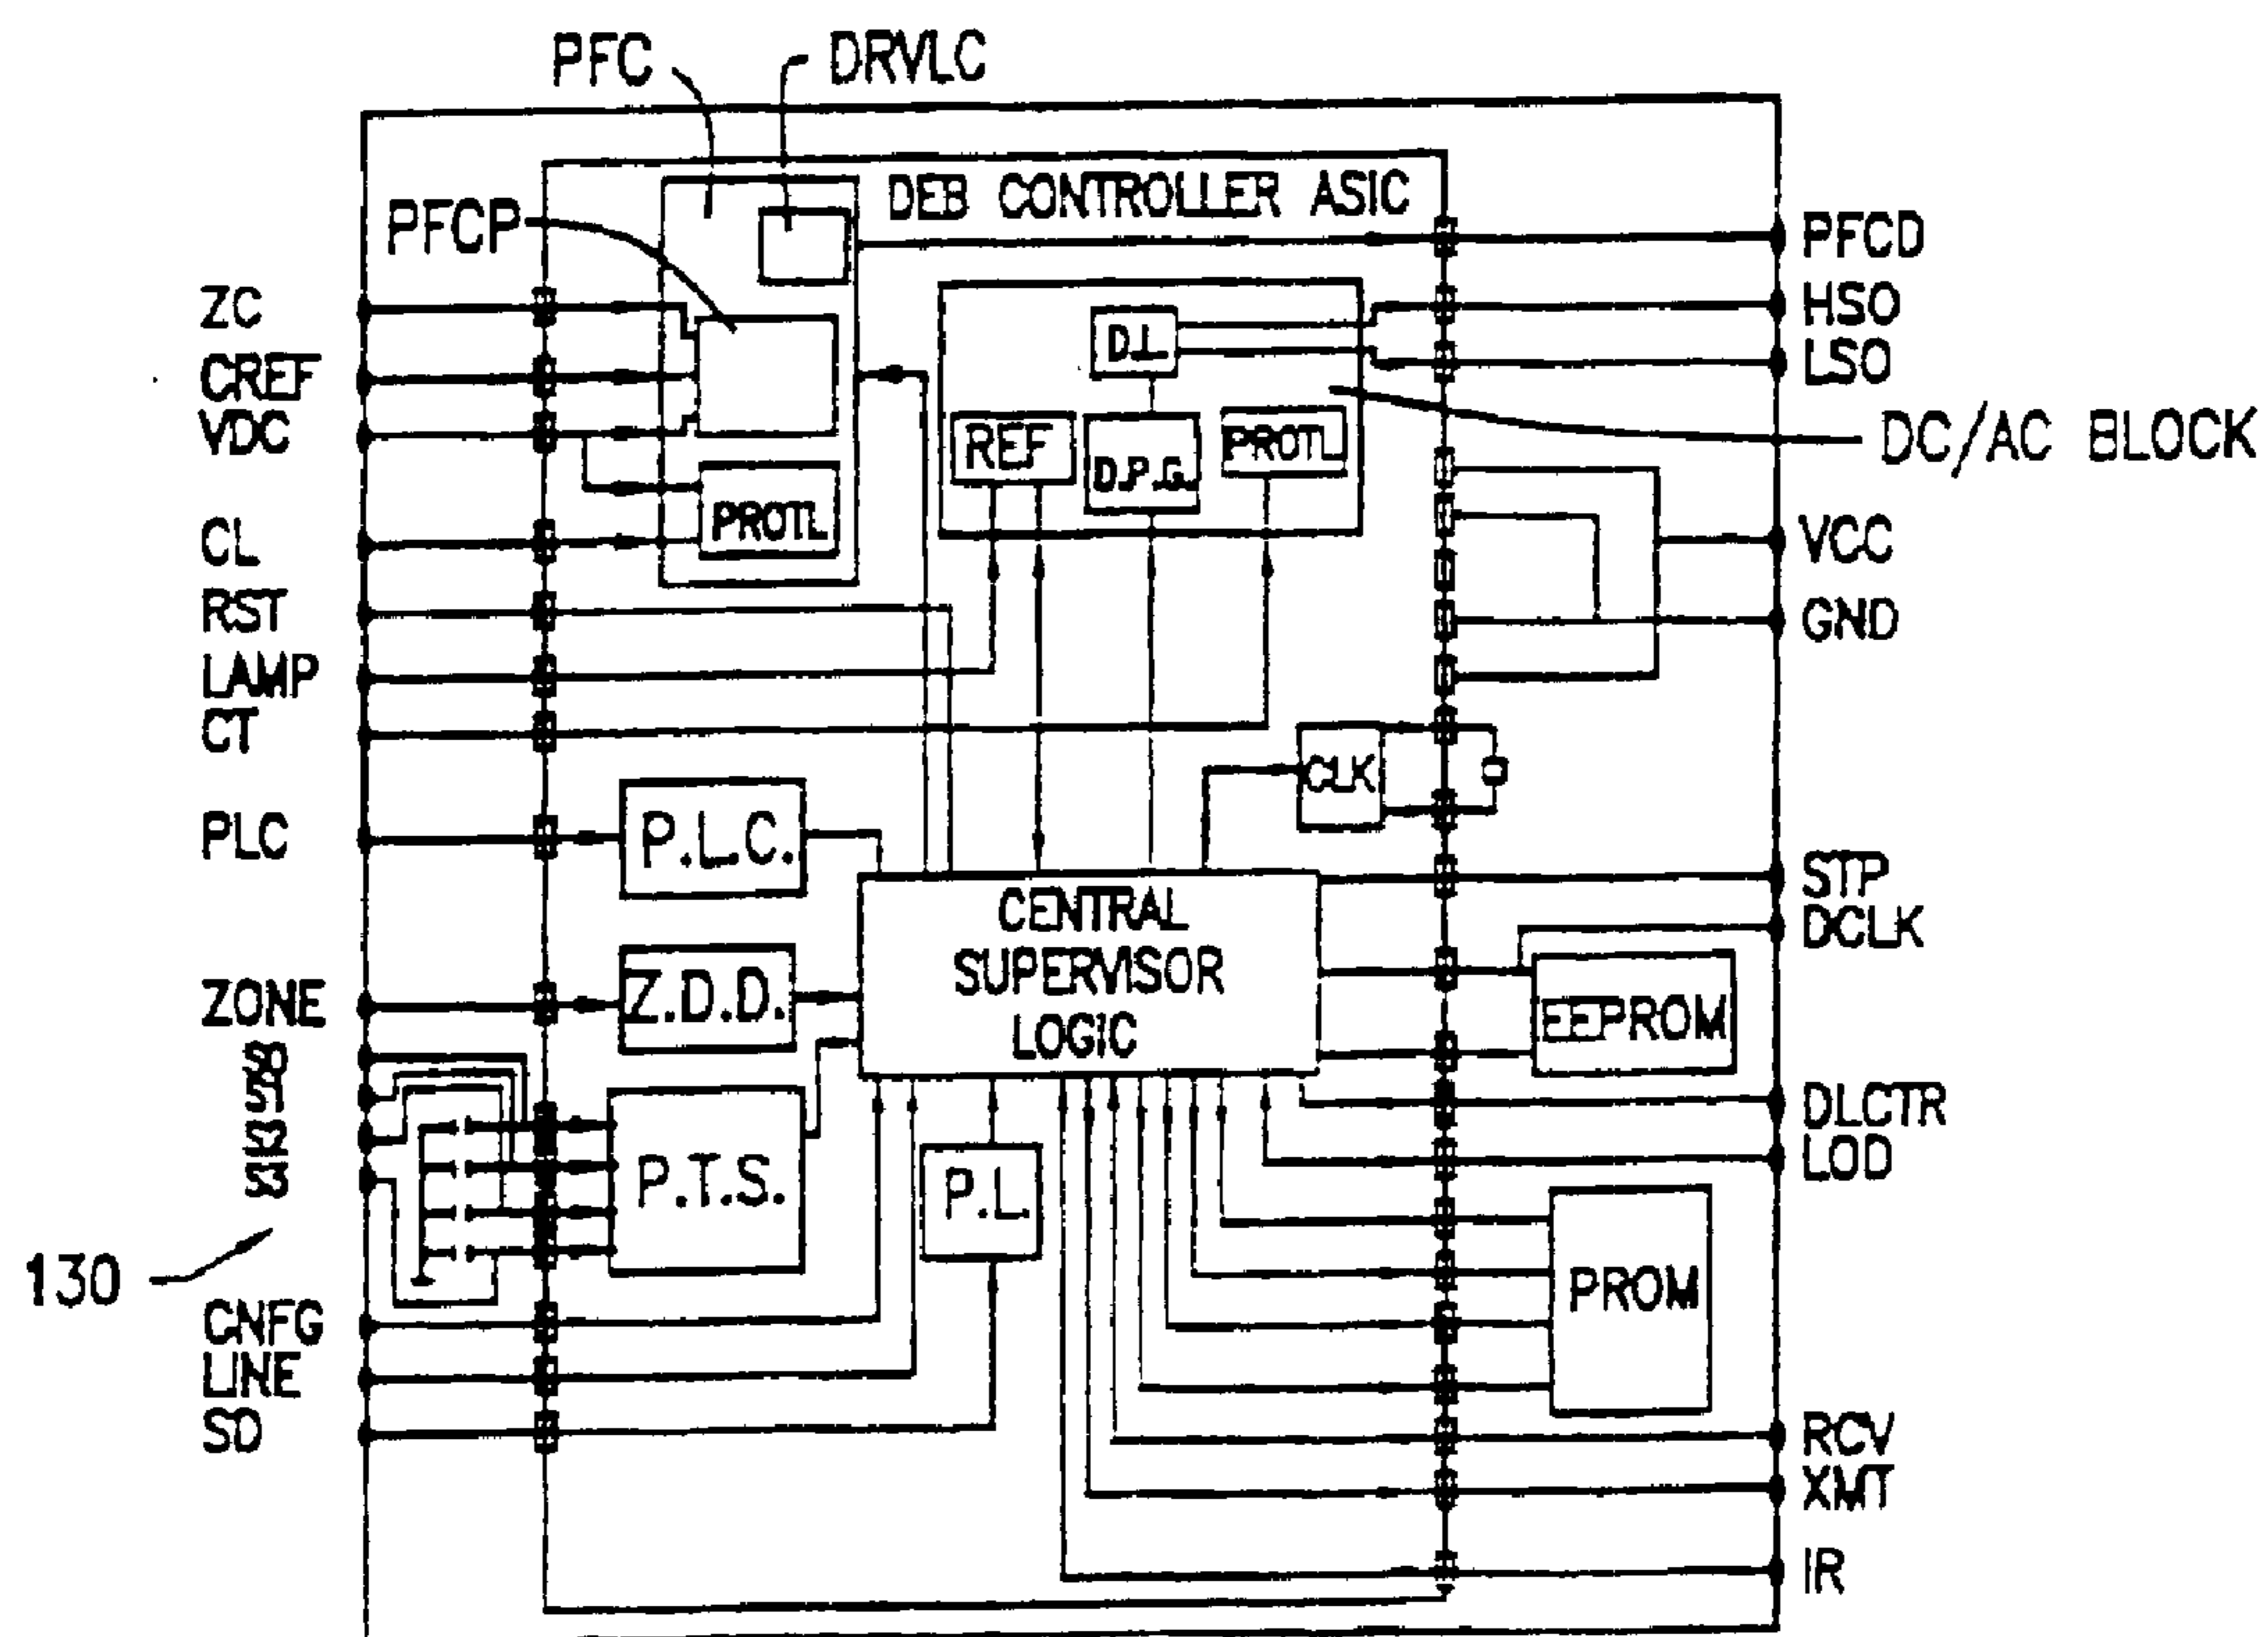 PFC
DRVLC
DEB CONTROLLER ASIC
PFCP
PFCD
ZC
HSO
CREF
D.L.
LSO
VDC
REF
D.P.G.
PROTL
DC/AC BLOCK
PROTL
CL
VCC
RST
GND
LAMP
CT
CLK
PLC
P.L.C.
STP
CENTRAL
SUPERVISOR
LOGIC
DCLK
ZONE
Z.D.D.
EEPROM
S0
S1
S2
S3
DLCTR
LOD
P.T.S.
P.L
130
PROM
CNFG
LINE
SD
RCV
XMT
IR